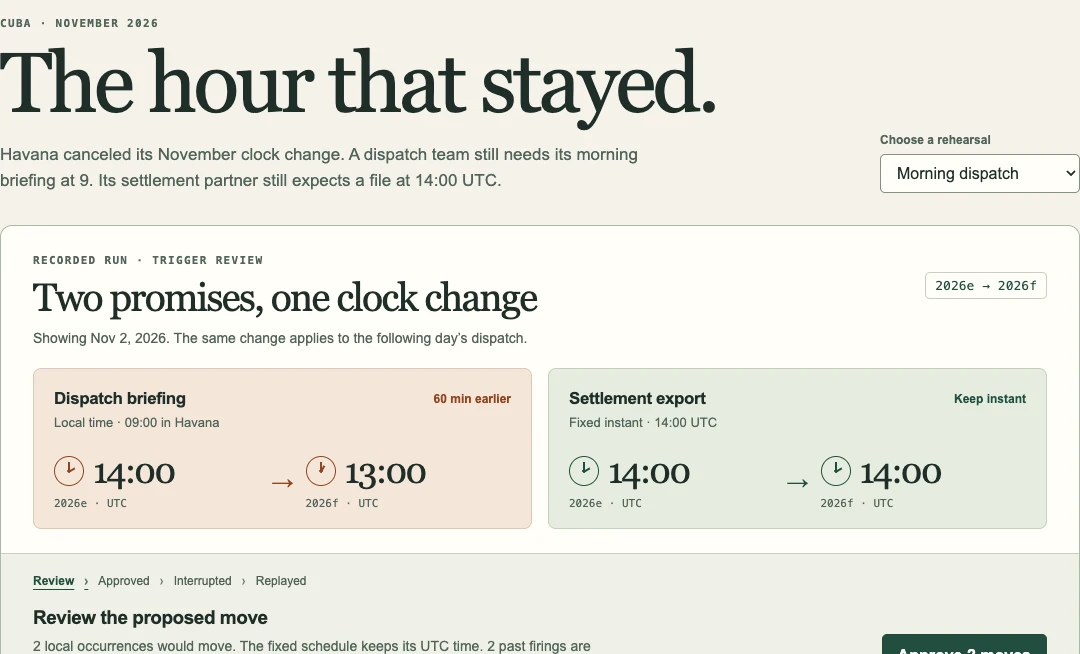 CUBA · NOVEMBER 2026
The hour that stayed.
Havana canceled its November clock change. A dispatch team still needs its morning
briefing at 9. Its settlement partner still expects a file at 14:00 UTC.
Choose a rehearsal
Morning dispatch
RECORDED RUN · TRIGGER REVIEW
Two promises, one clock change
2026e → 2026f
Showing Nov 2, 2026. The same change applies to the following day's dispatch.
Dispatch briefing
60 min earlier
Local time · 09:00 in Havana
14:00 → 13:00
2026e · UTC
2026f · UTC
Settlement export
Keep instant
Fixed instant · 14:00 UTC
14:00 → 14:00
2026e · UTC
2026f · UTC
Review › Approved › Interrupted › Replayed
Review the proposed move
2 local occurrences would move. The fixed schedule keeps its UTC time. 2 past firings are
Approve 2 moves